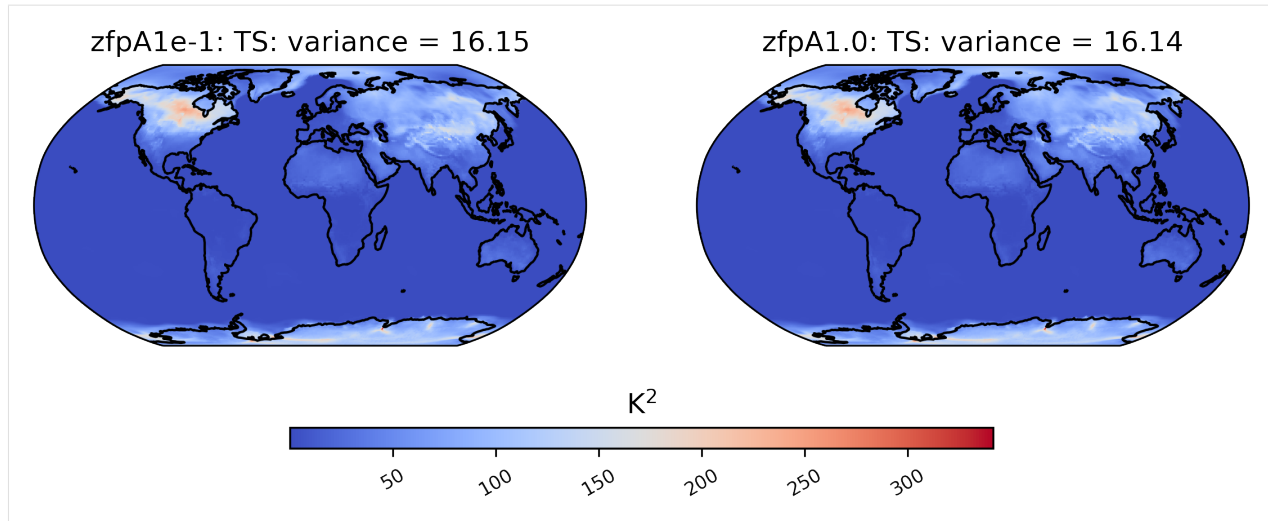 zfpA1e-1: TS: variance = 16.15
zfpA1.0: TS: variance = 16.14
K²
50 100 150 200 250 300